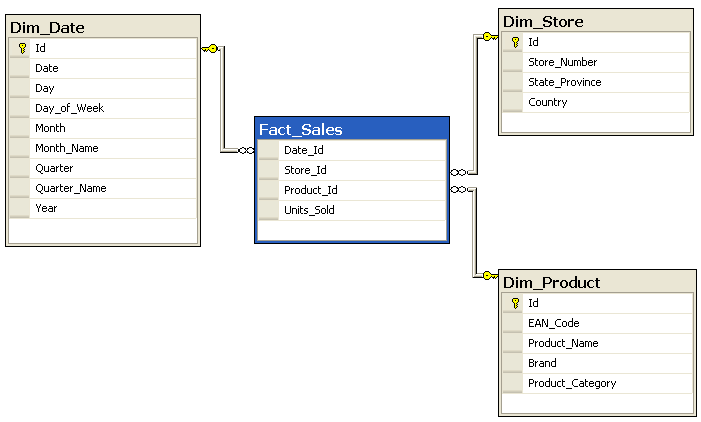 Dim_Date
Id
Date
Day
Day_of_Week
Month
Month_Name
Quarter
Quarter_Name
Year
Fact_Sales
Date_Id
Store_Id
Product_Id
Units_Sold
Dim_Store
Id
Store_Number
State_Province
Country
Dim_Product
Id
EAN_Code
Product_Name
Brand
Product_Category